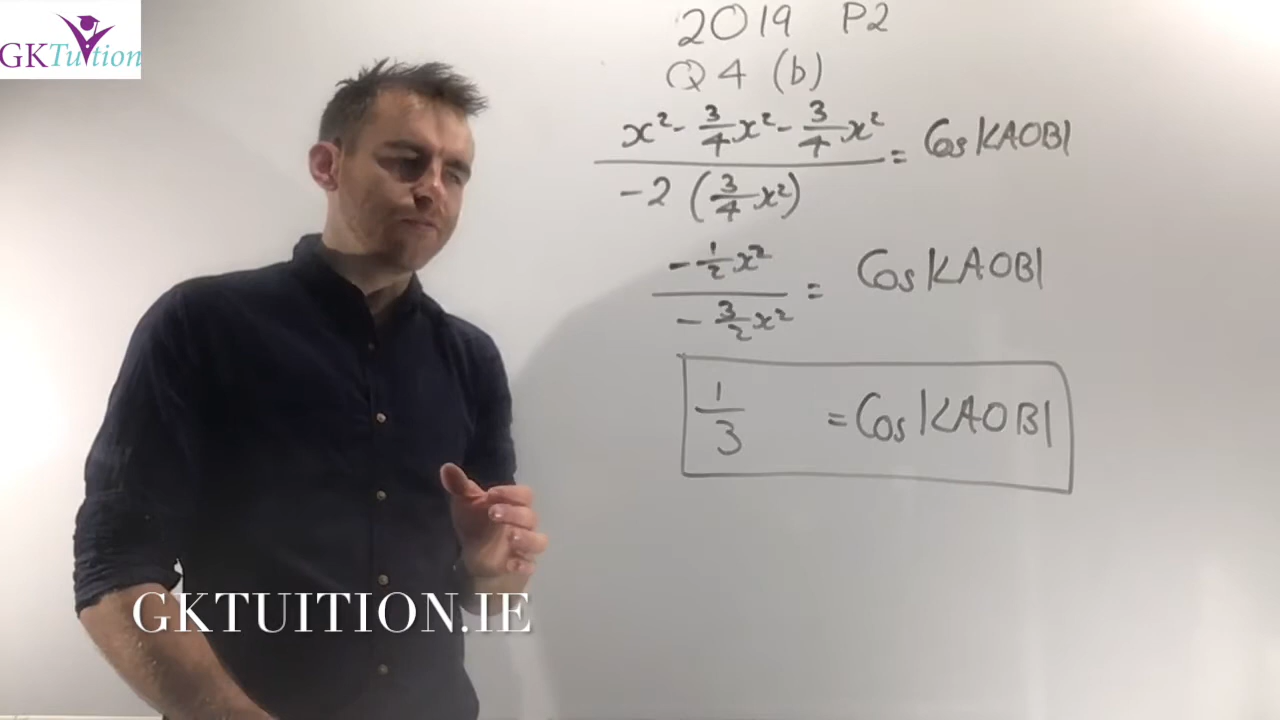 GKTuition
2019 P2
Q4 (b)
x² - 3/4 x² - 3/4 x² / -2 (3/4 x²) = Cos |∠AOB|
-1/2 x² / -3/2 x² = Cos |∠AOB|
1/3 = Cos |∠AOB|
GKTUITION.IE